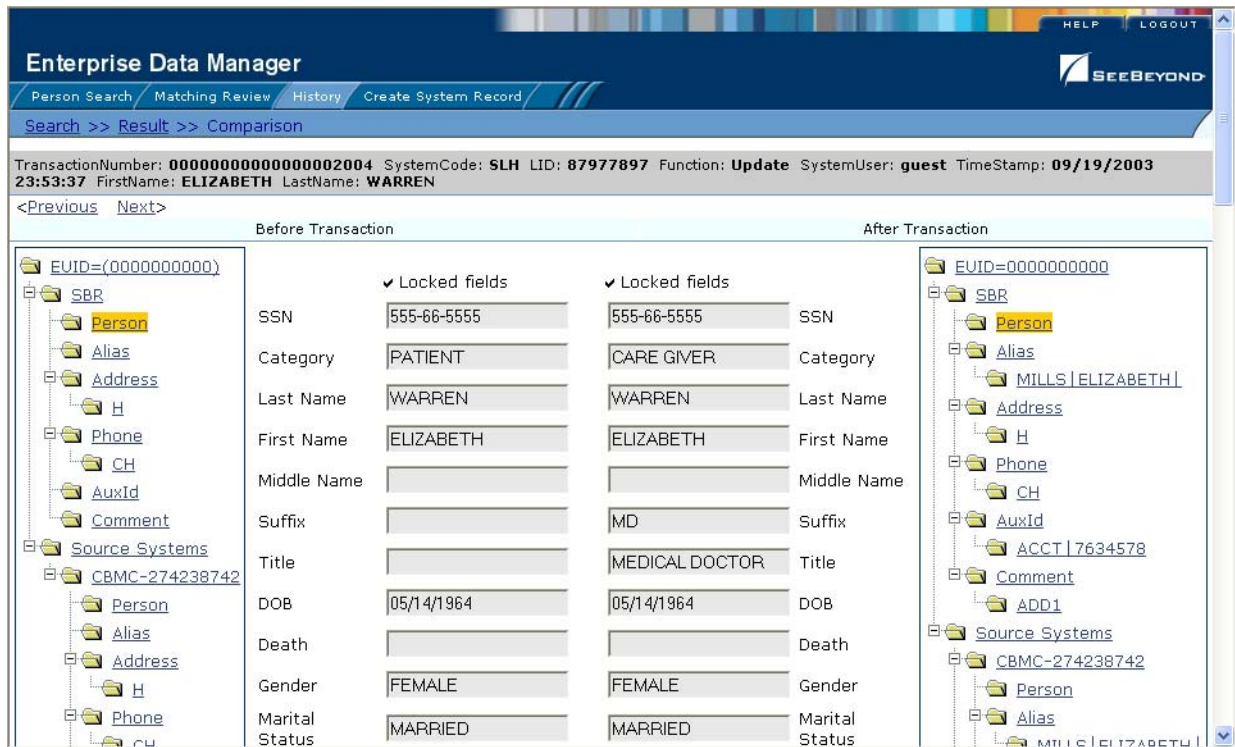 HELP LOGOUT
Enterprise Data Manager
SEEBEYOND
Person Search Matching Review History Create System Record
Search >> Result >> Comparison
TransactionNumber: 00000000000000002004 SystemCode: SLH LID: 87977897 Function: Update SystemUser: guest TimeStamp: 09/19/2003
23:53:37 FirstName: ELIZABETH LastName: WARREN
<Previous Next>
Before Transaction After Transaction
EUID=(0000000000)
SBR
Person
Alias
Address
H
Phone
CH
AuxId
Comment
Source Systems
CBMC-274238742
Person
Alias
Address
H
Phone
CH
Locked fields Locked fields
SSN 555-66-5555 555-66-5555 SSN
Category PATIENT CARE GIVER Category
Last Name WARREN WARREN Last Name
First Name ELIZABETH ELIZABETH First Name
Middle Name Middle Name
Suffix MD Suffix
Title MEDICAL DOCTOR Title
DOB 05/14/1964 05/14/1964 DOB
Death Death
Gender FEMALE FEMALE Gender
Marital Status MARRIED MARRIED Marital Status
EUID=0000000000
SBR
Person
Alias
MILLS|ELIZABETH|
Address
H
Phone
CH
AuxId
ACCT|7634578
Comment
ADD1
Source Systems
CBMC-274238742
Person
Alias
MILLS|ELIZABETH|